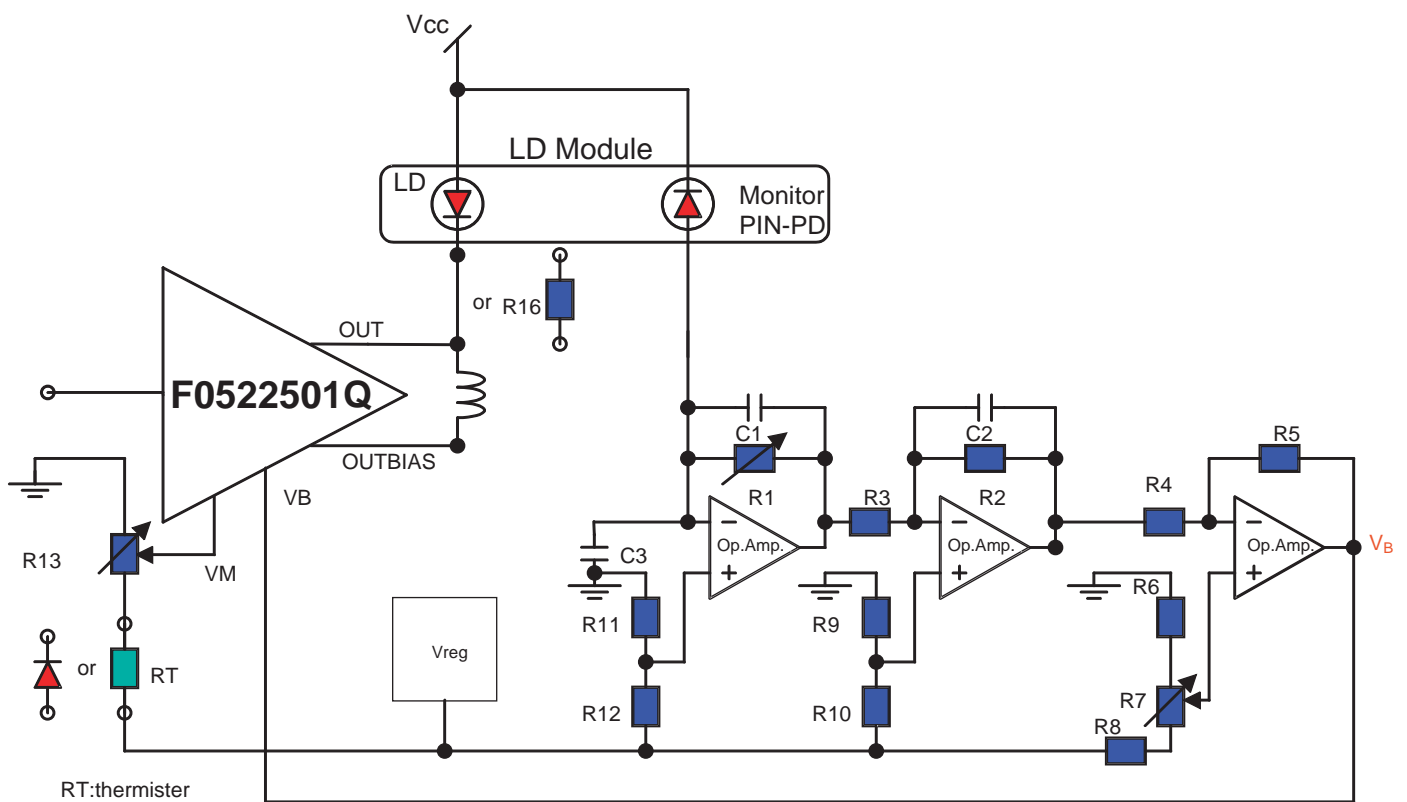 Vcc
LD Module
LD
Monitor
PIN-PD
or
R16
OUT
F0522501Q
OUTBIAS
C1
C2
R5
R1
R3
R2
R4
VB
Op.Amp.
Op.Amp.
Op.Amp.
VB
R13
VM
C3
R6
R11
R9
or
RT
Vreg
R12
R10
R7
R8
RT:thermister